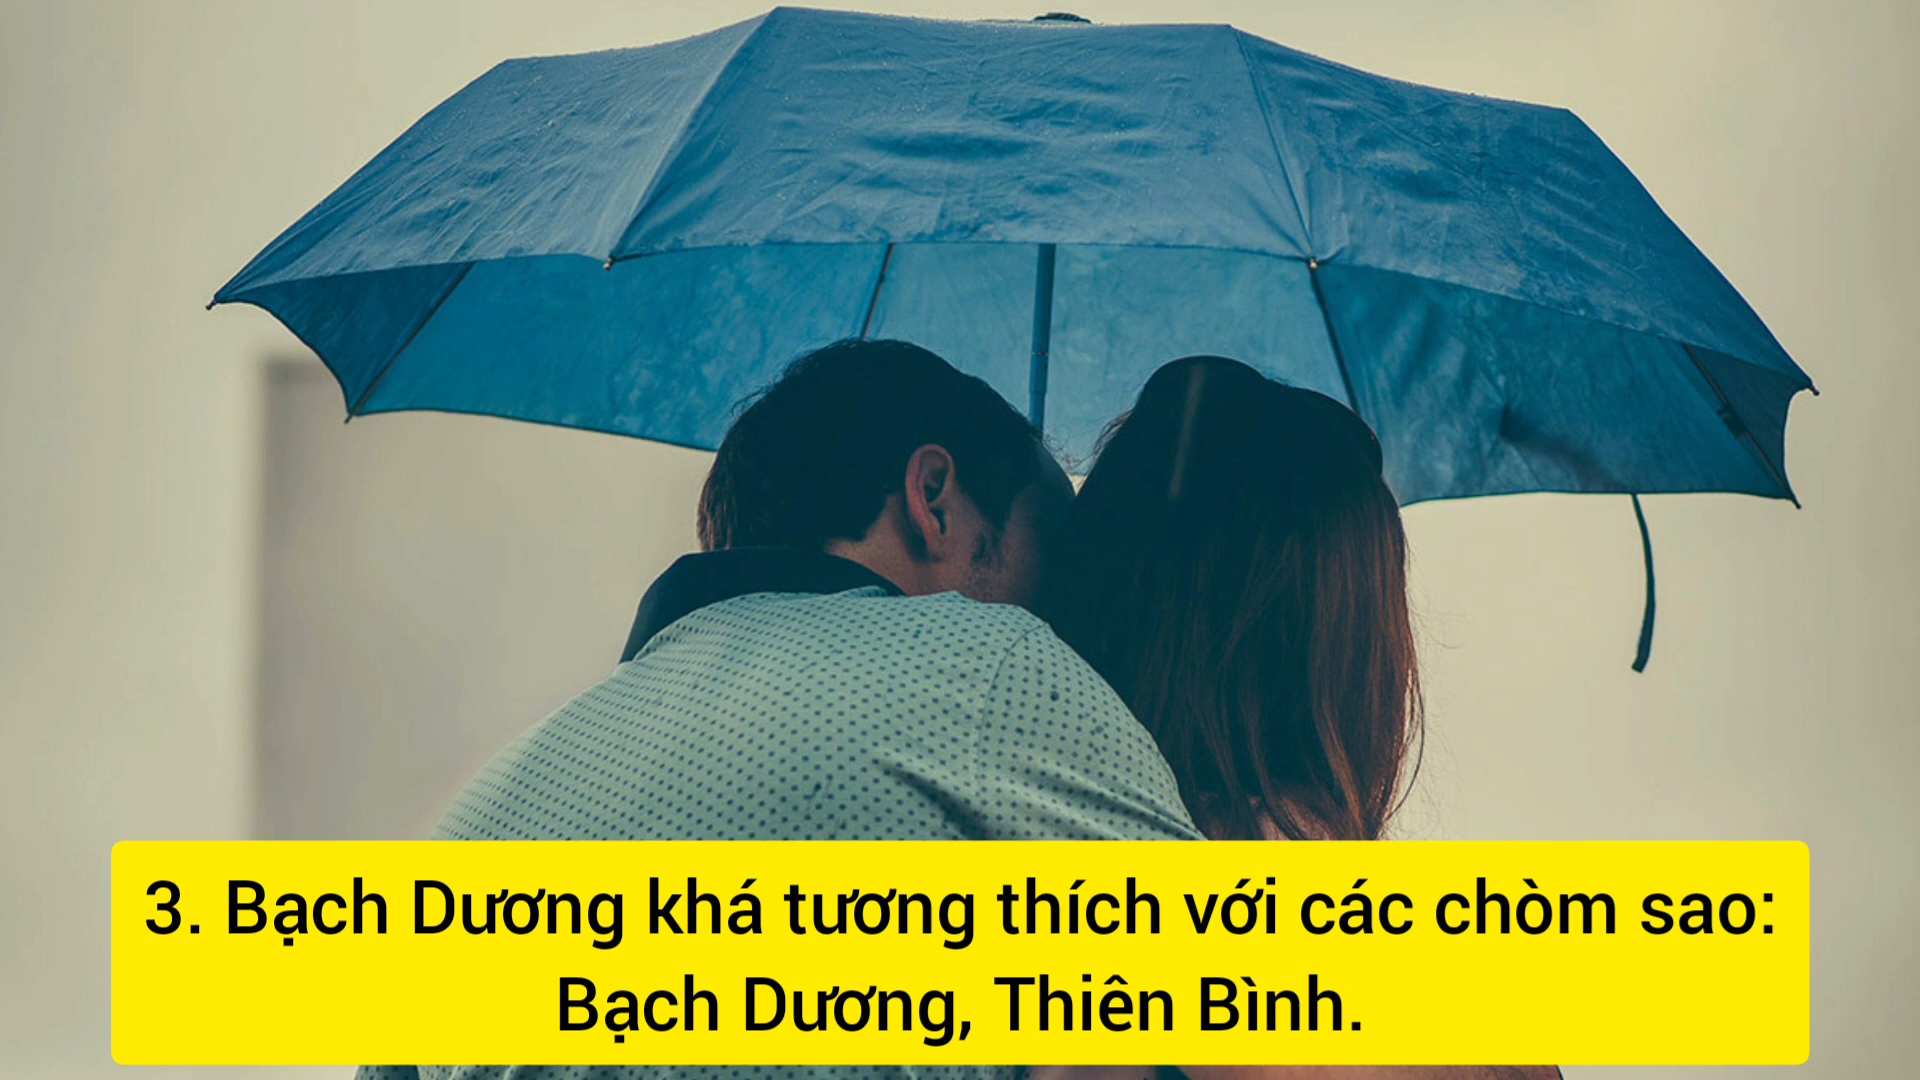 3. Bạch Dương khá tương thích với các chòm sao:
Bạch Dương, Thiên Bình.